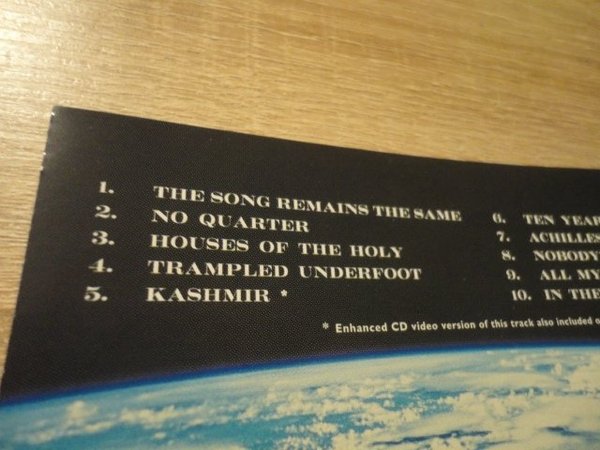 1. THE SONG REMAINS THE SAME
2. NO QUARTER
3. HOUSES OF THE HOLY
4. TRAMPLED UNDERFOOT
5. KASHMIR *
6. TEN YEAR
7. ACHILLES
8. NOBODY
9. ALL MY
10. IN THE
* Enhanced CD video version of this track also included o